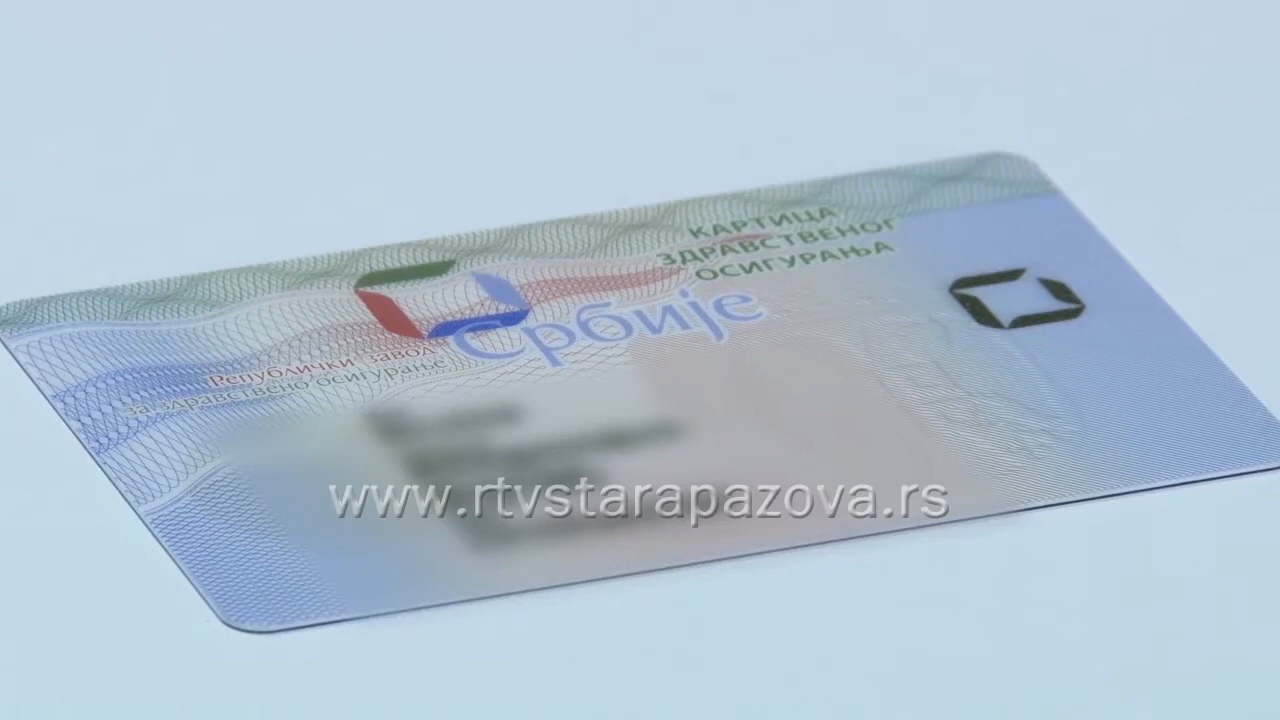 КАРТИЦА
ЗДРАВСТВЕНОГ
ОСИГУРАЊА
Србије
Републички завод
за здравствено осигурање
www.rtvstarapazova.rs